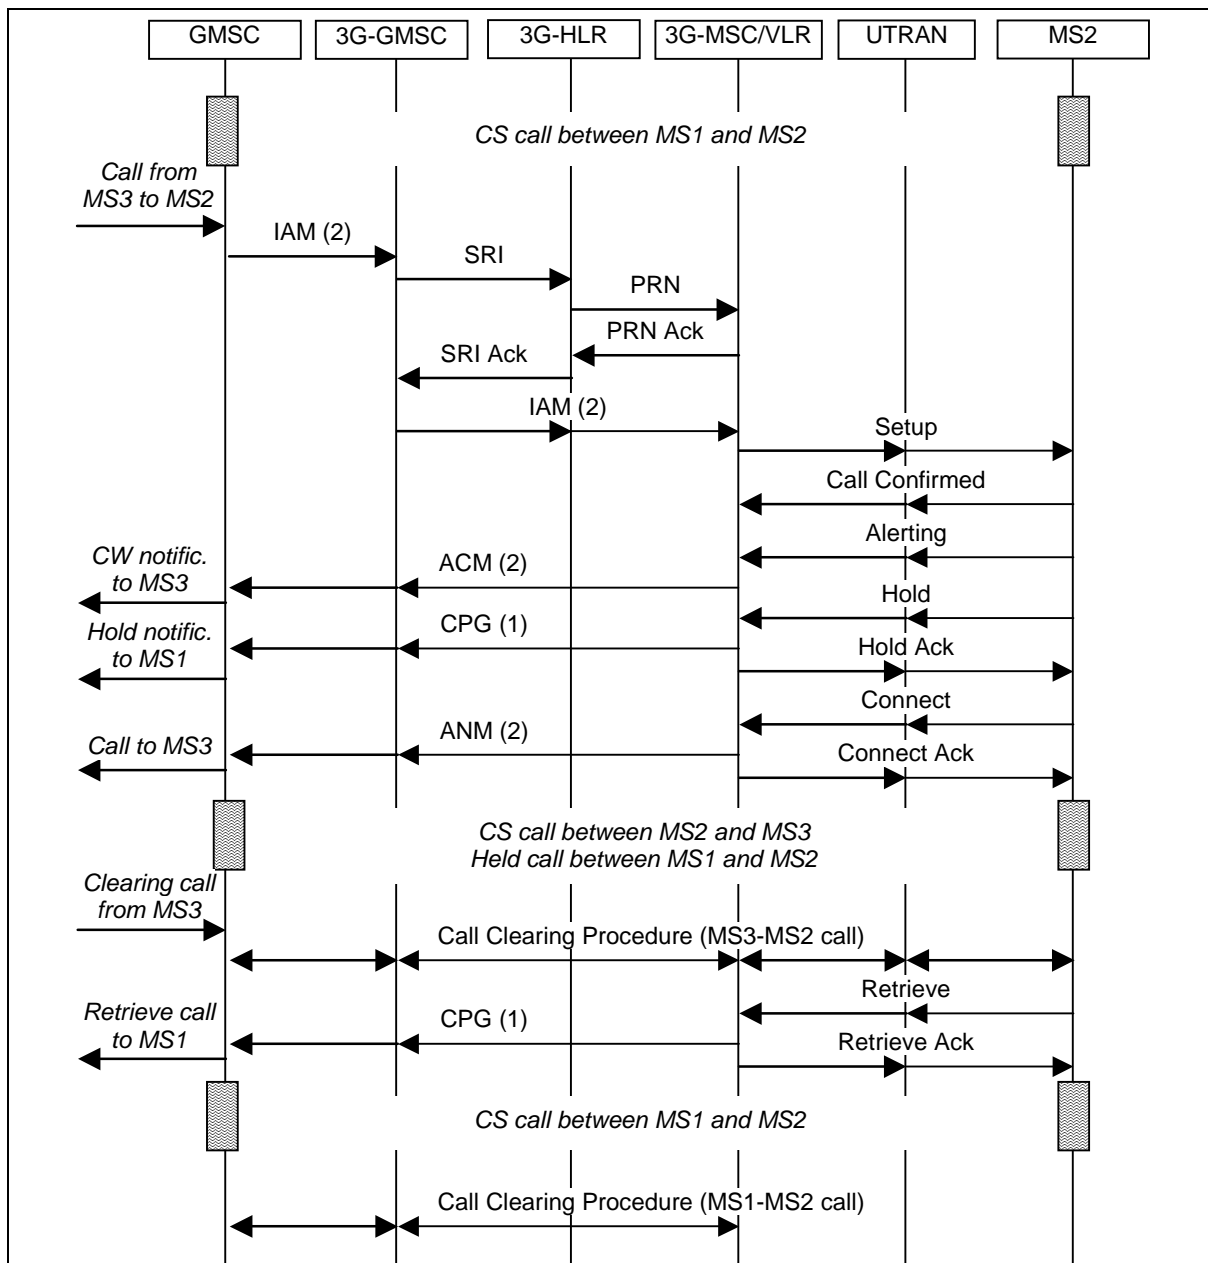 GMSC
3G-GMSC
3G-HLR
3G-MSC/VLR
UTRAN
MS2
CS call between MS1 and MS2
Call from
MS3 to MS2
IAM (2)
SRI
PRN
PRN Ack
SRI Ack
IAM (2)
Setup
Call Confirmed
Alerting
CW notific.
to MS3
ACM (2)
Hold
Hold notific.
to MS1
CPG (1)
Hold Ack
Connect
Call to MS3
ANM (2)
Connect Ack
CS call between MS2 and MS3
Held call between MS1 and MS2
Clearing call
from MS3
Call Clearing Procedure (MS3-MS2 call)
Retrieve
Retrieve call
to MS1
CPG (1)
Retrieve Ack
CS call between MS1 and MS2
Call Clearing Procedure (MS1-MS2 call)